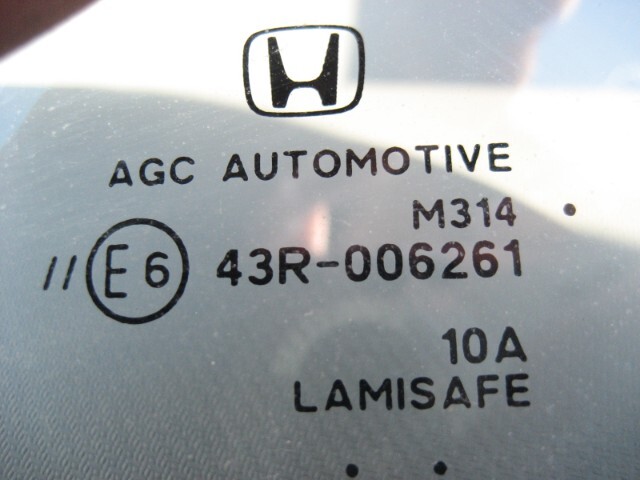 AGC AUTOMOTIVE
M314 •
// E6 43R-006261
10A
LAMISAFE